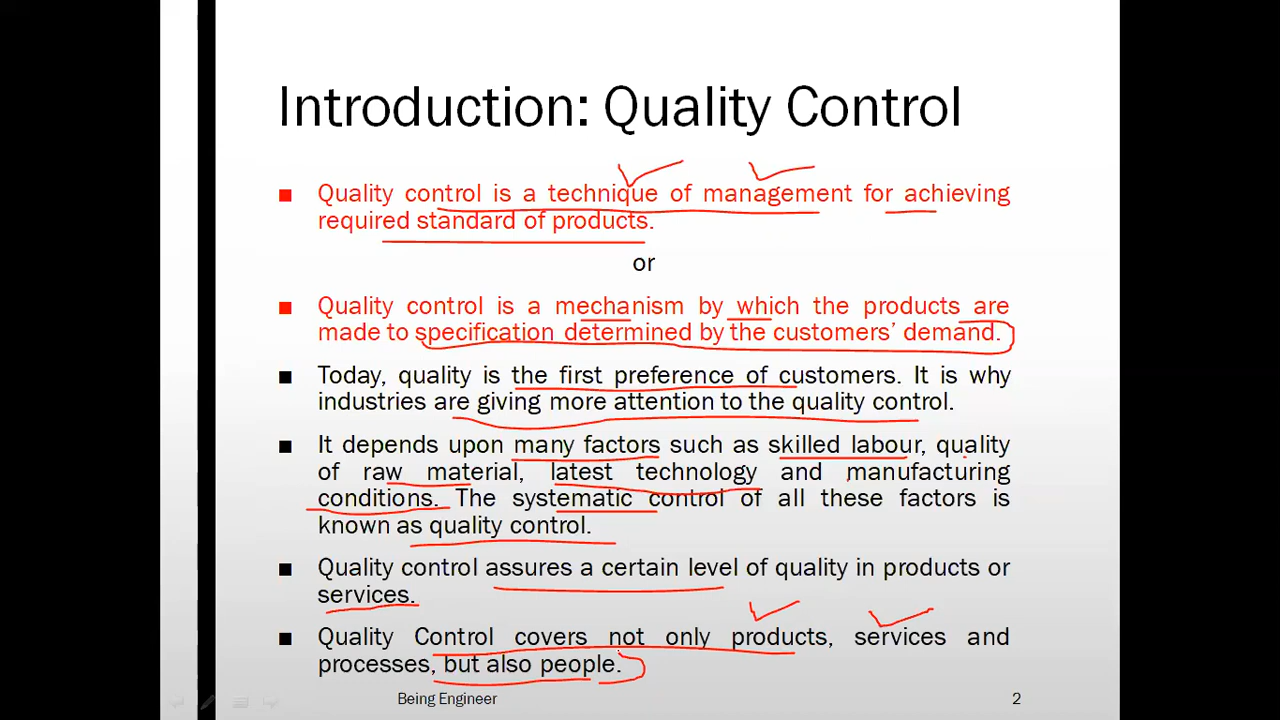 Introduction: Quality Control
■ Quality control is a technique of management for achieving
required standard of products.
or
■ Quality control is a mechanism by which the products are
made to specification determined by the customers’ demand.
■ Today, quality is the first preference of customers. It is why
industries are giving more attention to the quality control.
■ It depends upon many factors such as skilled labour, quality
of raw material, latest technology and manufacturing
conditions. The systematic control of all these factors is
known as quality control.
■ Quality control assures a certain level of quality in products or
services.
■ Quality Control covers not only products, services and
processes, but also people.
Being Engineer
2